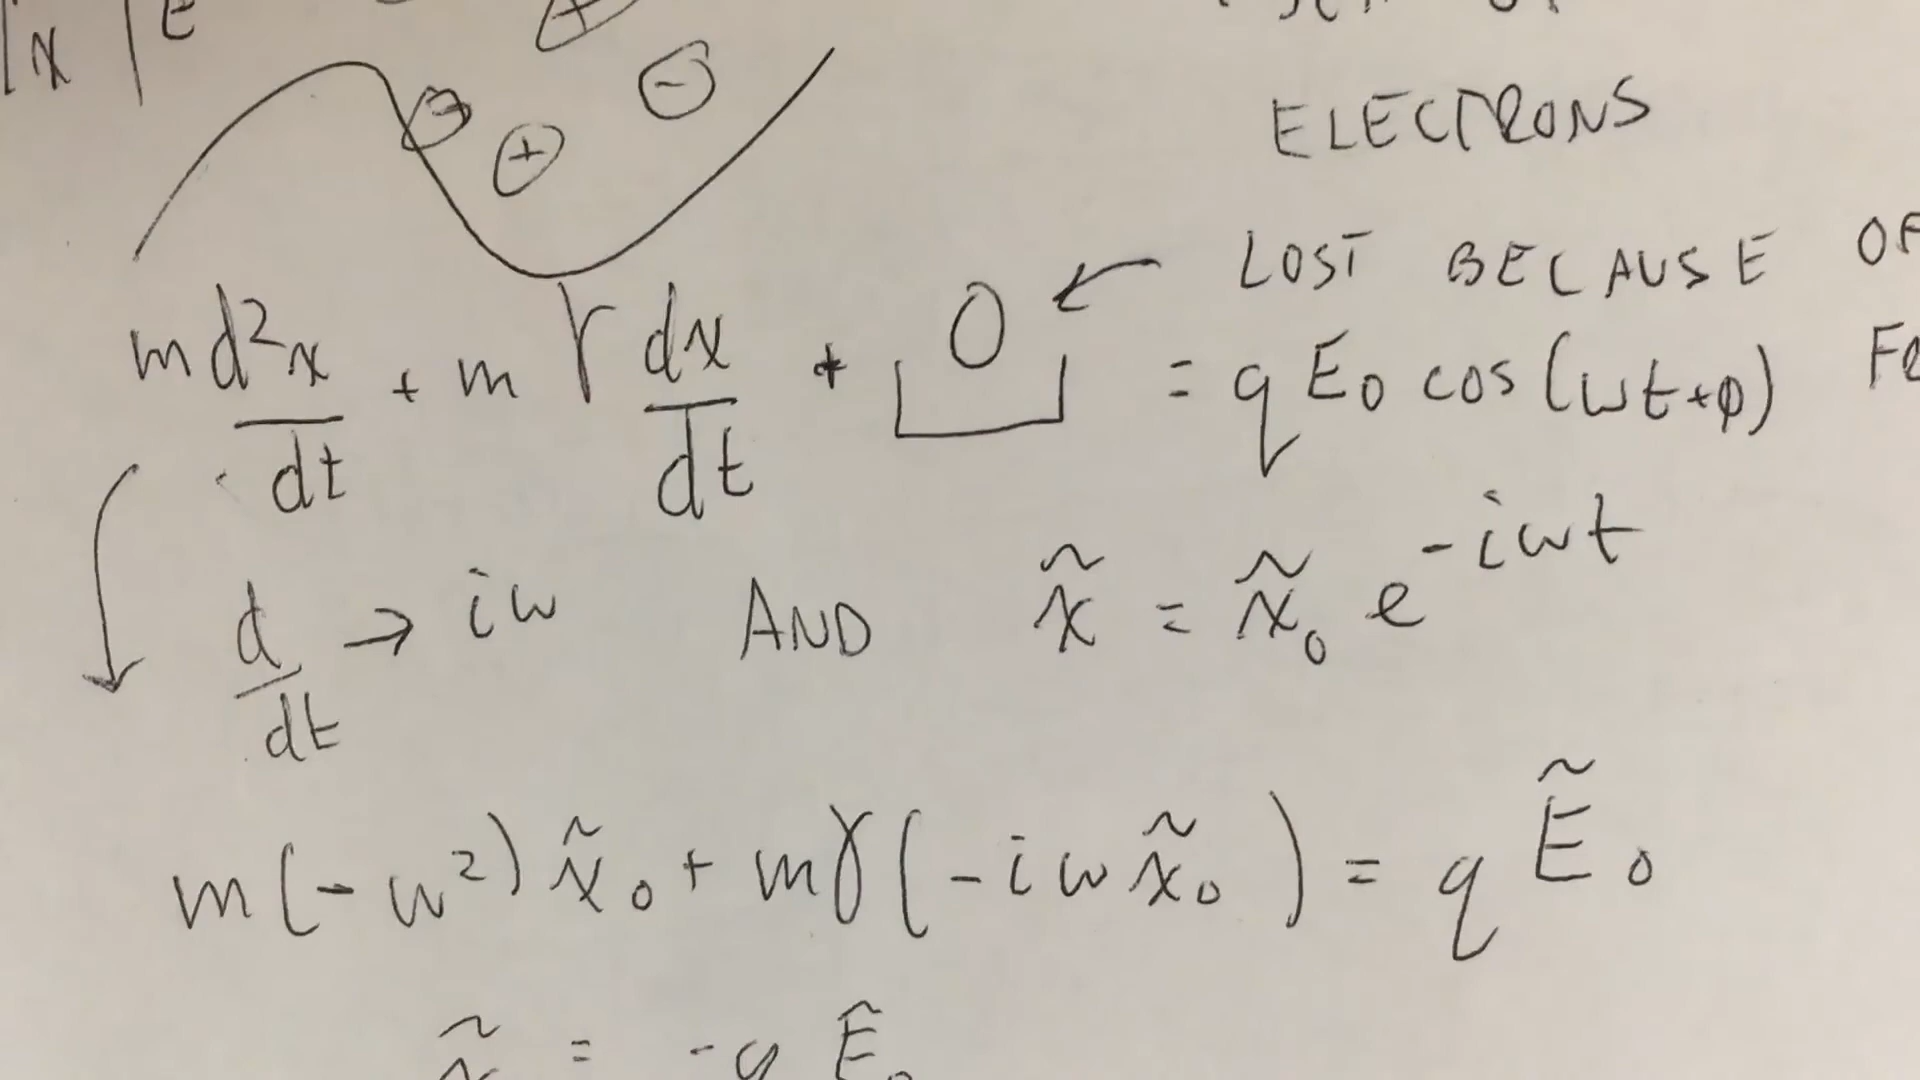 x E
+
- -
+
ELECTRONS
LOST BECAUSE OF
m d²x/dt + m γ dx/dt + 0 = q E₀ cos(ωt+φ)
d/dt → iω AND x̃ = x̃₀ e^-iωt
m(-ω²) x̃₀ + mγ(-iω x̃₀) = q Ẽ₀
x̃ = -q Ẽ₀